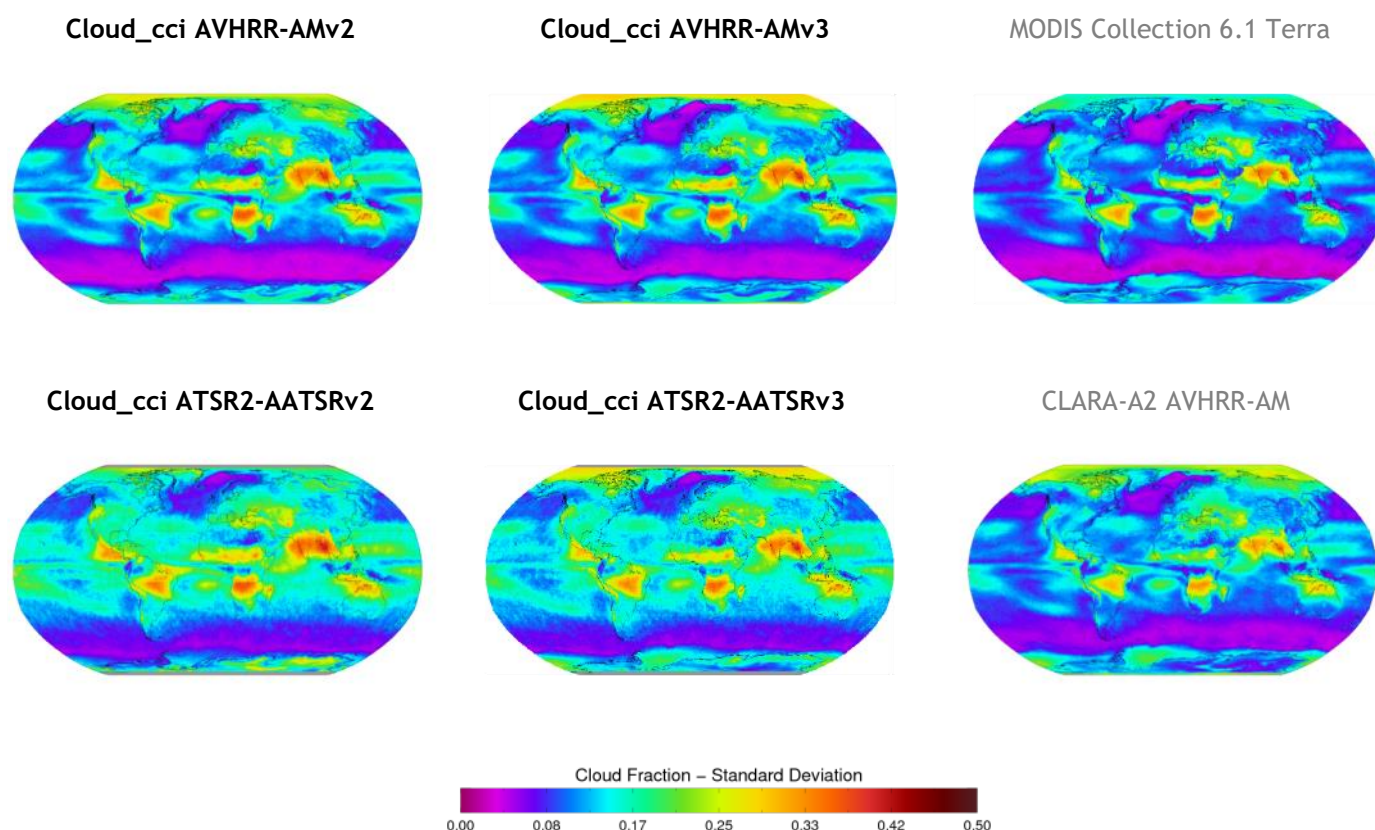 Cloud_cci AVHRR-AMv2 Cloud_cci AVHRR-AMv3 MODIS Collection 6.1 Terra
Cloud_cci ATSR2-AATSRv2 Cloud_cci ATSR2-AATSRv3 CLARA-A2 AVHRR-AM
Cloud Fraction – Standard Deviation
0.00 0.08 0.17 0.25 0.33 0.42 0.50